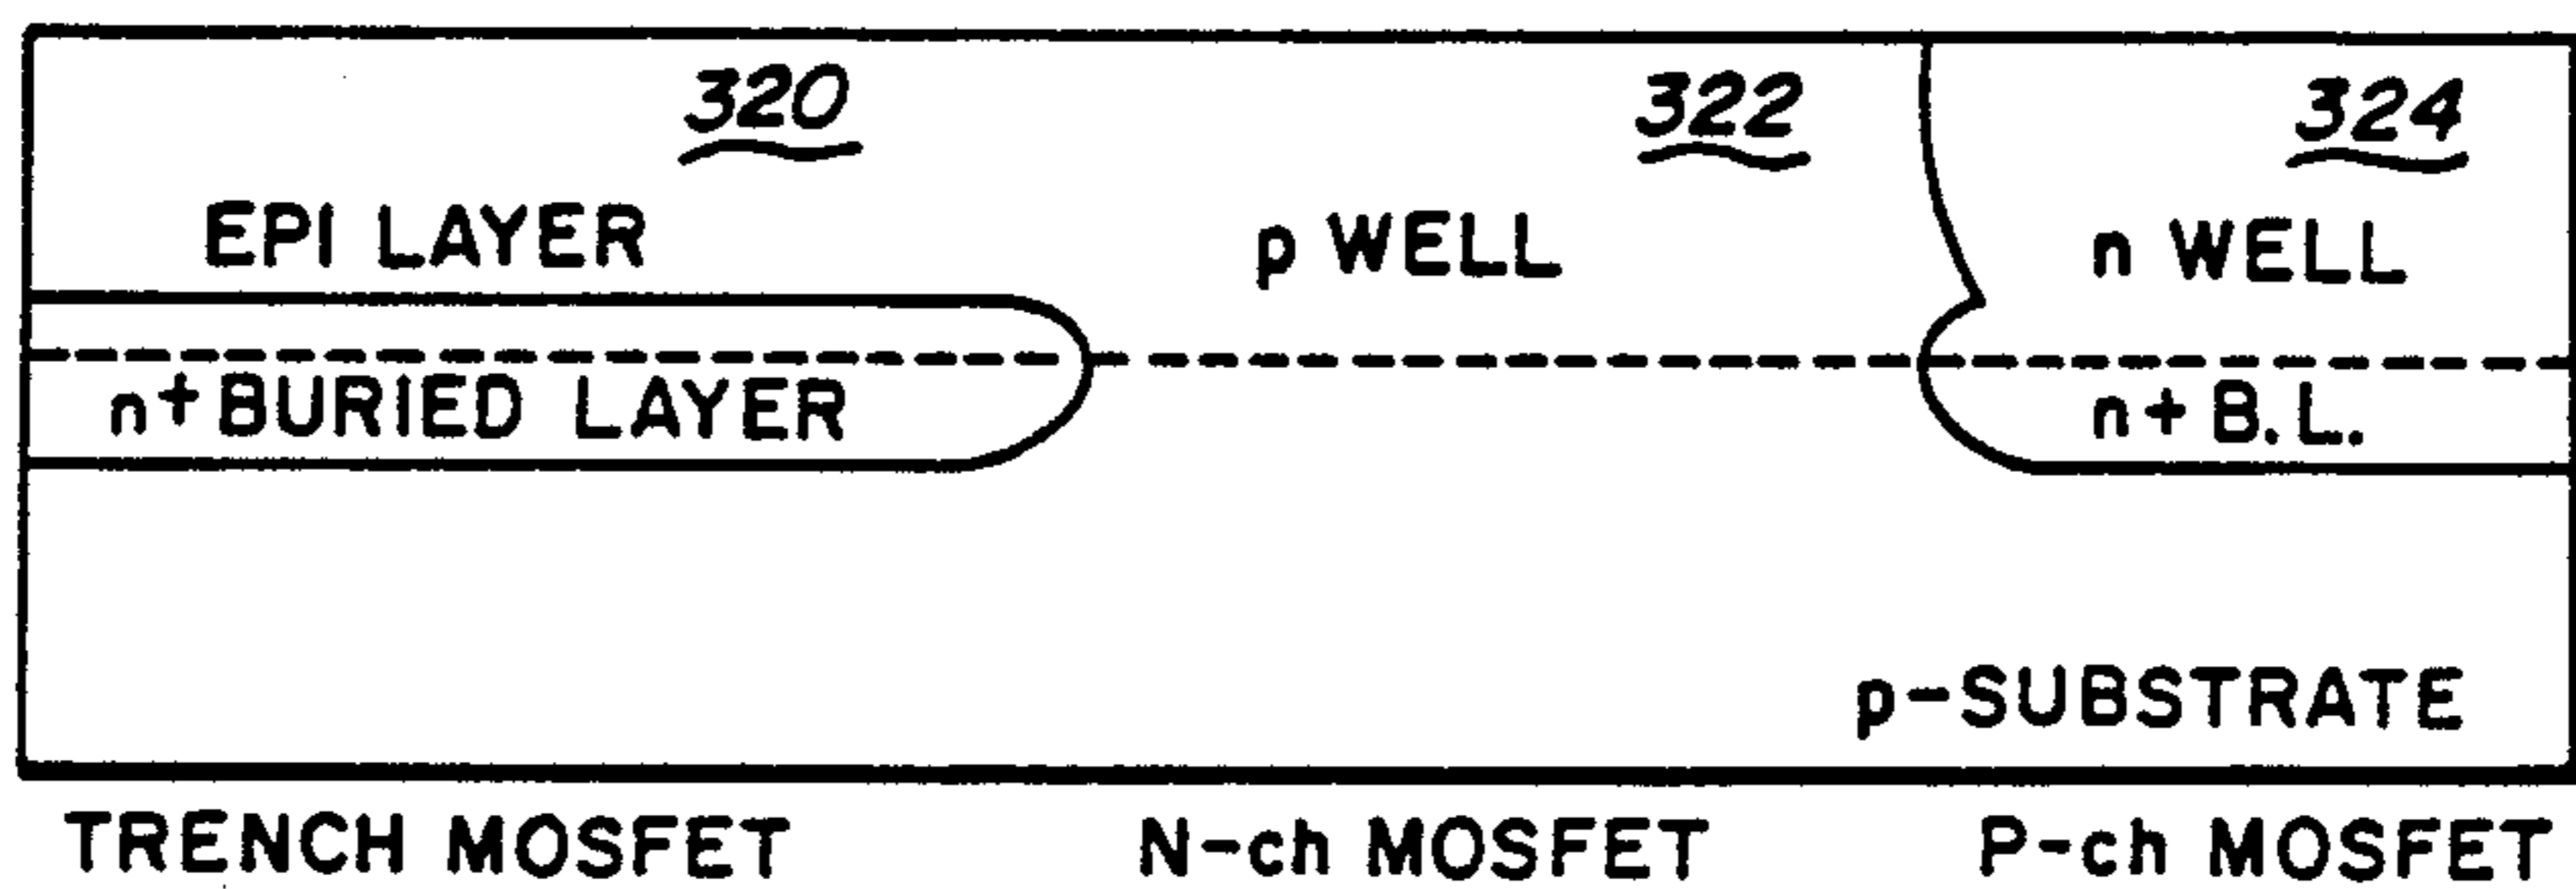 320 322 324
EPI LAYER p WELL n WELL
n+ BURIED LAYER n+ B.L.
p-SUBSTRATE
TRENCH MOSFET N-ch MOSFET P-ch MOSFET